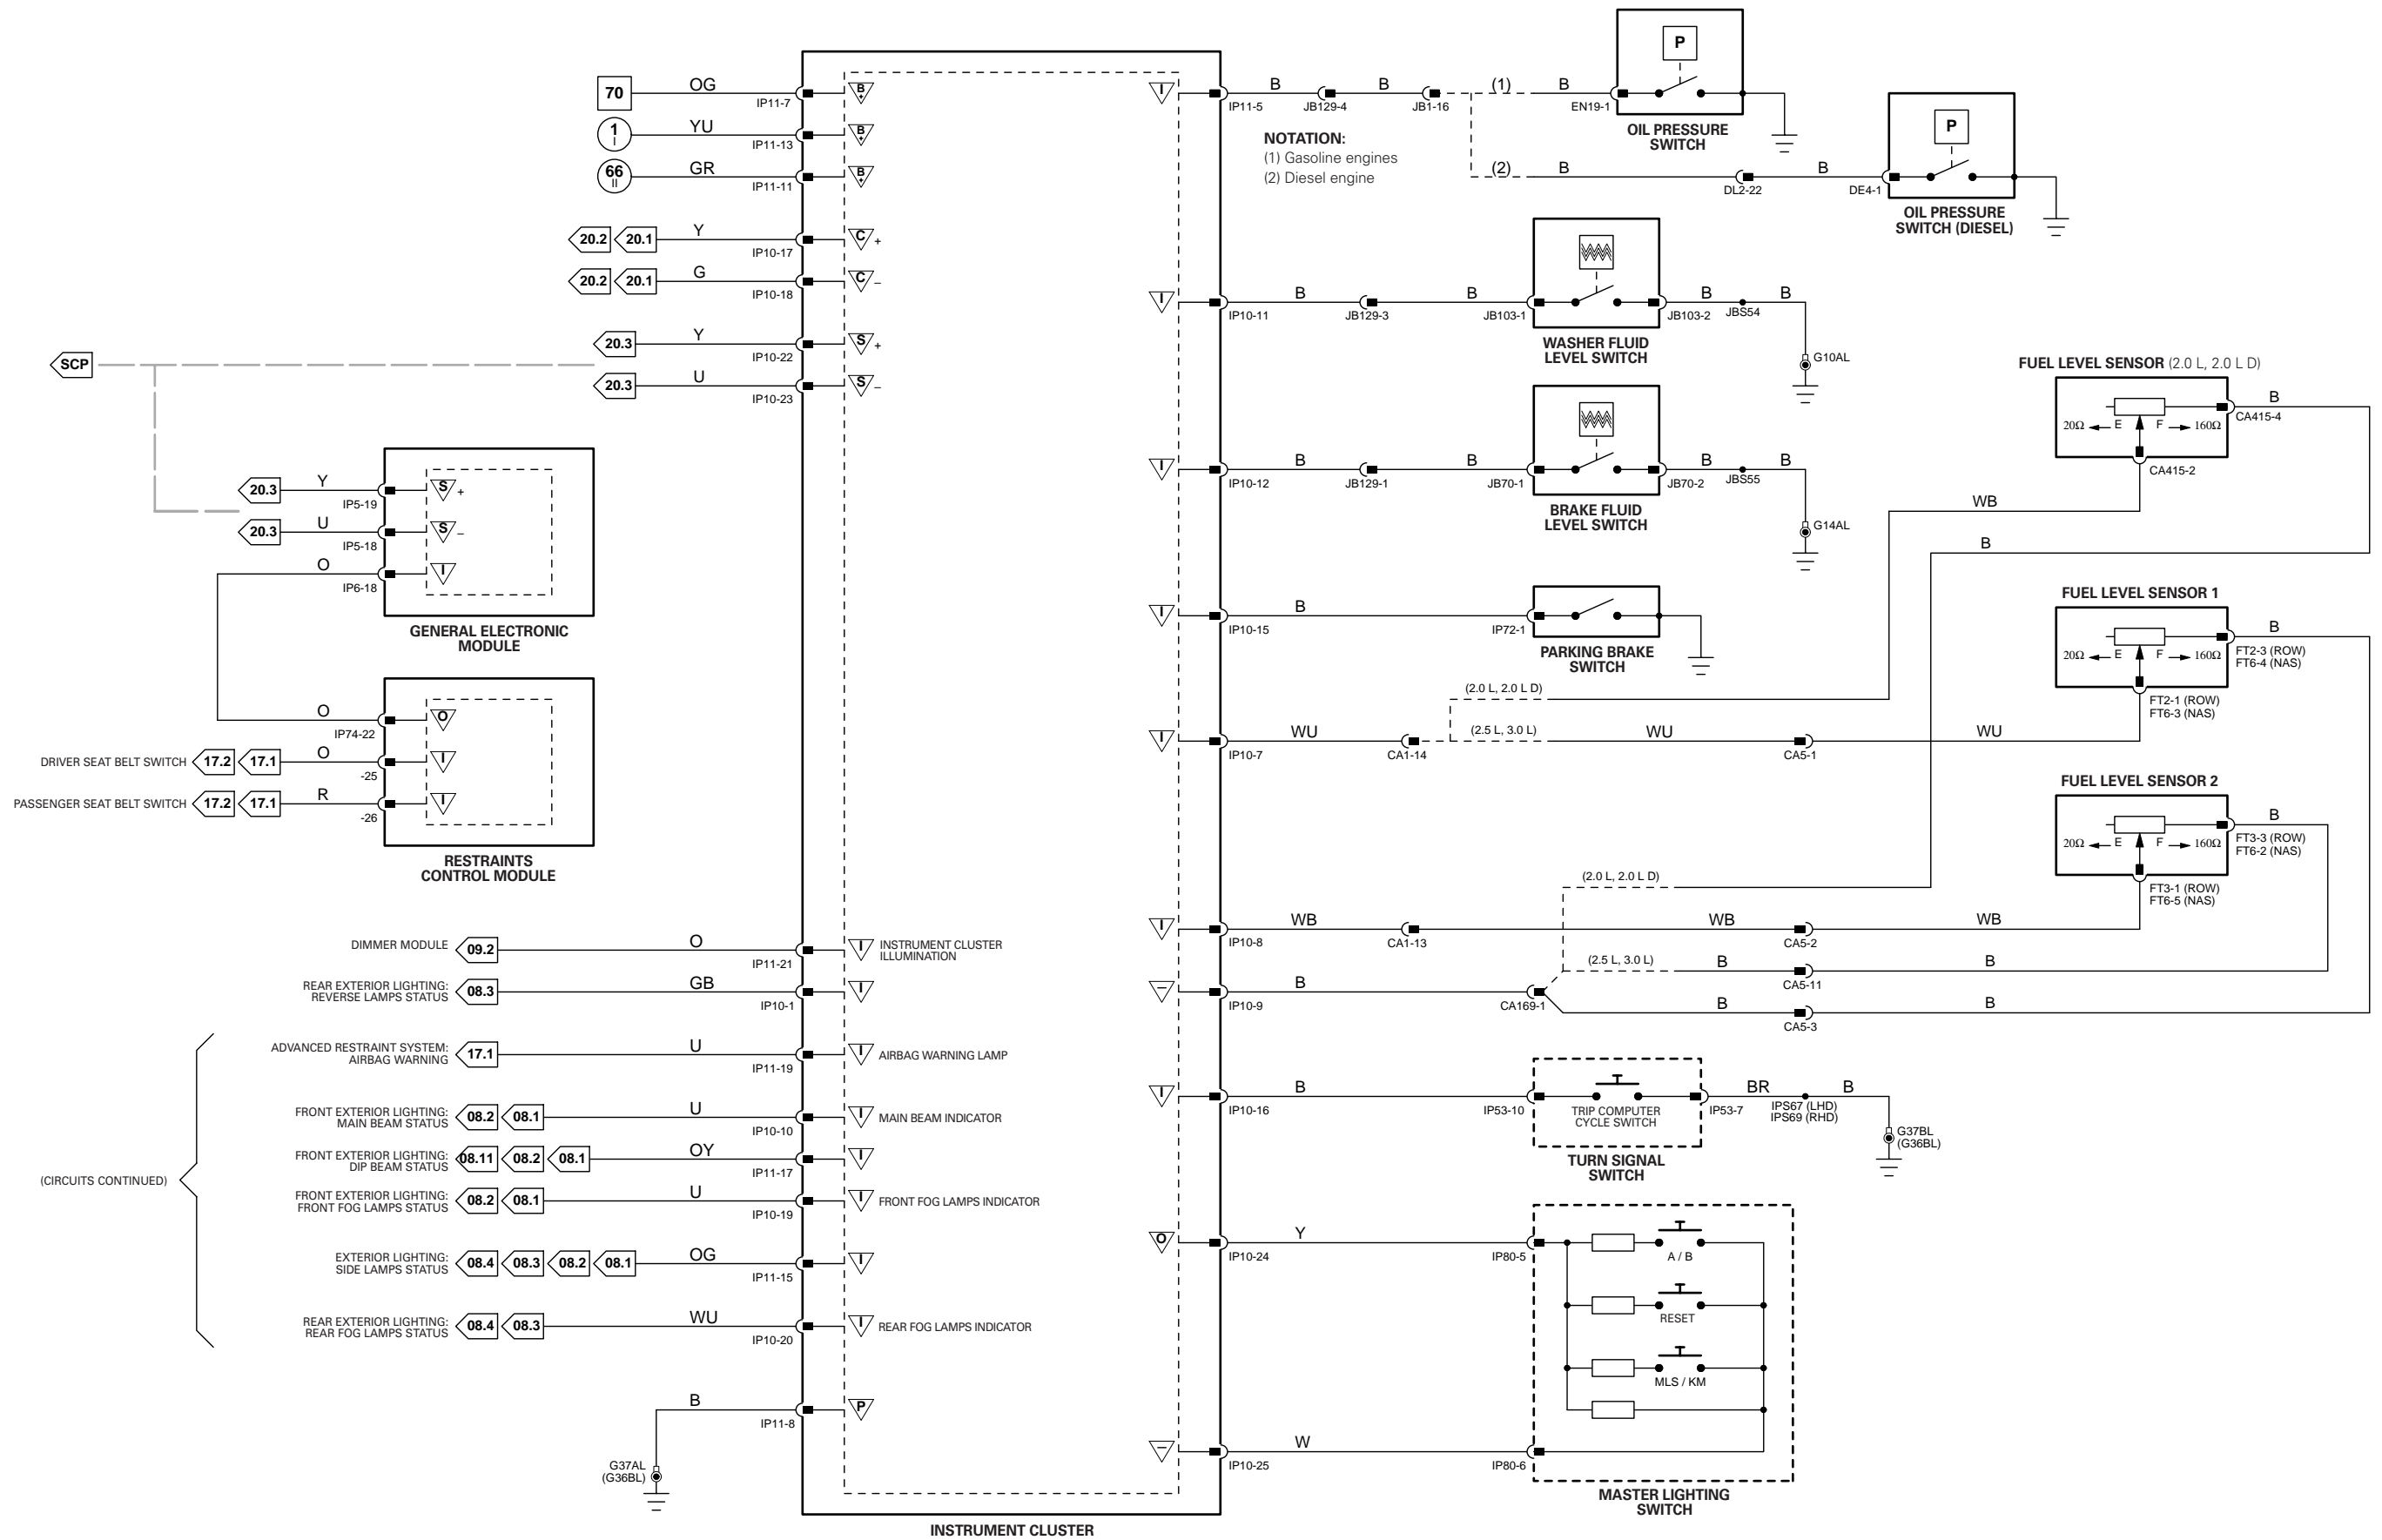 70
OG
IP11-7
B
+
1
I
YU
IP11-13
B
+
66
II
GR
IP11-11
B
+
20.2
20.1
Y
IP10-17
C
+
20.2
20.1
G
IP10-18
C
–
20.3
Y
IP10-22
S
+
SCP
20.3
U
IP10-23
S
–
20.3
Y
IP5-19
S
+
20.3
U
IP5-18
S
–
O
IP6-18
I
GENERAL ELECTRONIC
MODULE
O
IP74-22
O
DRIVER SEAT BELT SWITCH
17.2
17.1
O
-25
I
PASSENGER SEAT BELT SWITCH
17.2
17.1
R
-26
I
RESTRAINTS
CONTROL MODULE
DIMMER MODULE
09.2
O
IP11-21
I
INSTRUMENT CLUSTER
ILLUMINATION
REAR EXTERIOR LIGHTING:
REVERSE LAMPS STATUS
08.3
GB
IP10-1
I
(CIRCUITS CONTINUED)
ADVANCED RESTRAINT SYSTEM:
AIRBAG WARNING
17.1
U
IP11-19
I
AIRBAG WARNING LAMP
FRONT EXTERIOR LIGHTING:
MAIN BEAM STATUS
08.2
08.1
U
IP10-10
I
MAIN BEAM INDICATOR
FRONT EXTERIOR LIGHTING:
DIP BEAM STATUS
08.11
08.2
08.1
OY
IP11-17
I
FRONT EXTERIOR LIGHTING:
FRONT FOG LAMPS STATUS
08.2
08.1
U
IP10-19
I
FRONT FOG LAMPS INDICATOR
EXTERIOR LIGHTING:
SIDE LAMPS STATUS
08.4
08.3
08.2
08.1
OG
IP11-15
I
REAR EXTERIOR LIGHTING:
REAR FOG LAMPS STATUS
08.4
08.3
WU
IP10-20
I
REAR FOG LAMPS INDICATOR
B
IP11-8
P
G37AL
(G36BL)
INSTRUMENT CLUSTER
I
IP11-5
B
JB129-4
B
JB1-16
(1)
B
EN19-1
P
OIL PRESSURE
SWITCH
NOTATION:
(1) Gasoline engines
(2) Diesel engine
(2)
B
DL2-22
B
DE4-1
P
OIL PRESSURE
SWITCH (DIESEL)
I
IP10-11
B
JB129-3
B
JB103-1
JB103-2
B
JBS54
B
G10AL
WASHER FLUID
LEVEL SWITCH
I
IP10-12
B
JB129-1
B
JB70-1
JB70-2
B
JBS55
B
G14AL
BRAKE FLUID
LEVEL SWITCH
I
IP10-15
B
IP72-1
PARKING BRAKE
SWITCH
FUEL LEVEL SENSOR (2.0 L, 2.0 L D)
20Ω
E
F
160Ω
B
CA415-4
CA415-2
WB
B
FUEL LEVEL SENSOR 1
20Ω
E
F
160Ω
B
FT2-3 (ROW)
FT6-4 (NAS)
FT2-1 (ROW)
FT6-3 (NAS)
(2.0 L, 2.0 L D)
I
IP10-7
WU
CA1-14
(2.5 L, 3.0 L)
WU
CA5-1
WU
FUEL LEVEL SENSOR 2
20Ω
E
F
160Ω
B
FT3-3 (ROW)
FT6-2 (NAS)
FT3-1 (ROW)
FT6-5 (NAS)
(2.0 L, 2.0 L D)
I
IP10-8
WB
CA1-13
WB
CA5-2
WB
(2.5 L, 3.0 L)
B
CA5-11
B
–
IP10-9
B
CA169-1
B
CA5-3
B
I
IP10-16
B
IP53-10
TRIP COMPUTER
CYCLE SWITCH
IP53-7
BR
IPS67 (LHD)
IPS69 (RHD)
B
G37BL
(G36BL)
TURN SIGNAL
SWITCH
O
IP10-24
Y
IP80-5
A / B
RESET
MLS / KM
–
IP10-25
W
IP80-6
MASTER LIGHTING
SWITCH